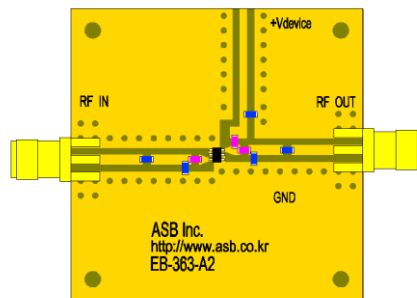 +Vdevice
RF IN
RF OUT
GND
ASB Inc.
http://www.asb.co.kr
EB-363-A2